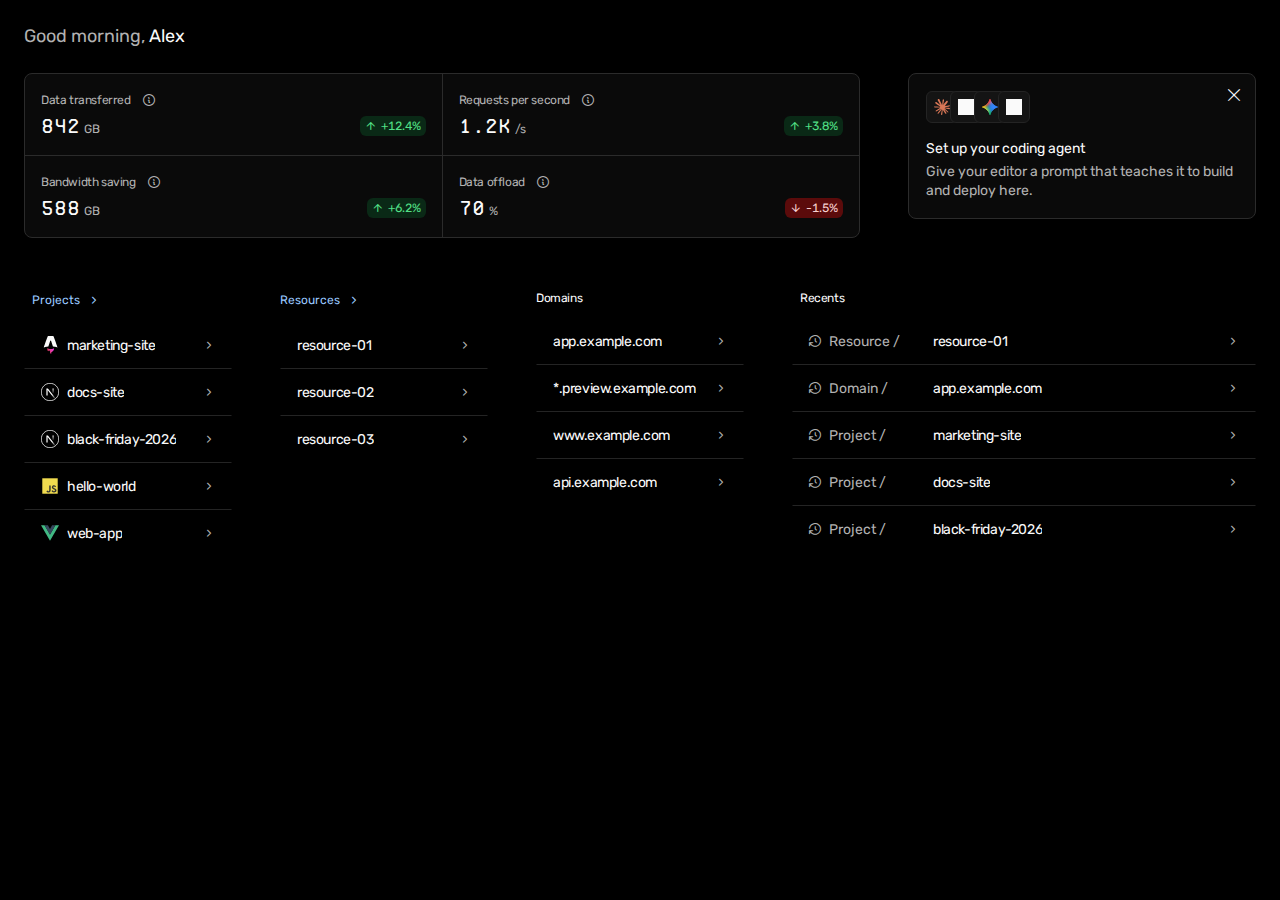 Good morning, Alex
Data transferred
842 GB
+12.4%
Requests per second
1.2K /s
+3.8%
Bandwidth saving
588 GB
+6.2%
Data offload
70 %
-1.5%
Set up your coding agent
Give your editor a prompt that teaches it to build
and deploy here.
Projects
marketing-site
docs-site
black-friday-2026
JS hello-world
web-app
Resources
resource-01
resource-02
resource-03
Domains
app.example.com
*.preview.example.com
www.example.com
api.example.com
Recents
Resource / resource-01
Domain / app.example.com
Project / marketing-site
Project / docs-site
Project / black-friday-2026